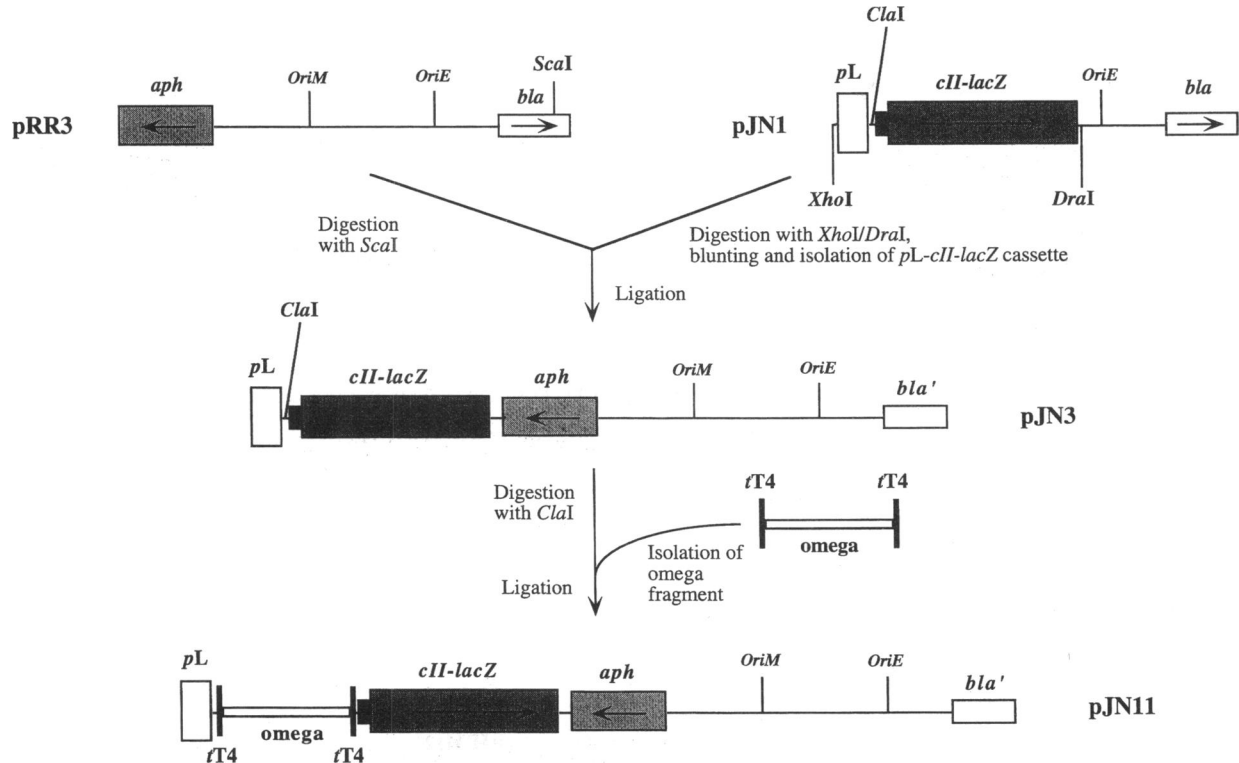 ClaI
ScaI
aph
OriM
OriE
bla
pL
cII-lacZ
OriE
bla
pRR3
pJN1
XhoI
DraI
Digestion
with ScaI
Digestion with XhoI/DraI,
blunting and isolation of pL-cII-lacZ cassette
Ligation
ClaI
pL
cII-lacZ
aph
OriM
OriE
bla'
pJN3
Digestion
with ClaI
tT4
tT4
omega
Isolation of
omega
fragment
Ligation
pL
cII-lacZ
aph
OriM
OriE
bla'
pJN11
omega
tT4
tT4